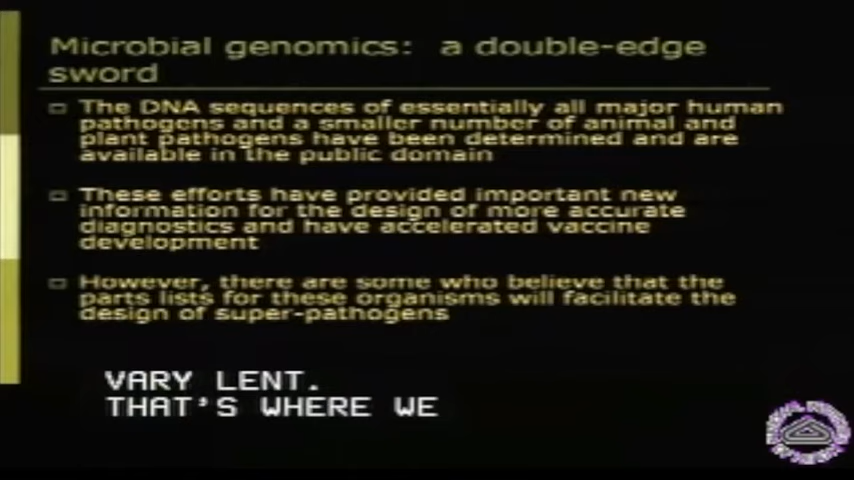 Microbial genomics: a double-edge
sword
The DNA sequences of essentially all major human
pathogens and a smaller number of animal and
plant pathogens have been determined and are
available in the public domain
These efforts have provided important new
information for the design of more accurate
diagnostics and have accelerated vaccine
development
However, there are some who believe that the
parts lists for these organisms will facilitate the
design of super-pathogens
VARY LENT.
THAT'S WHERE WE